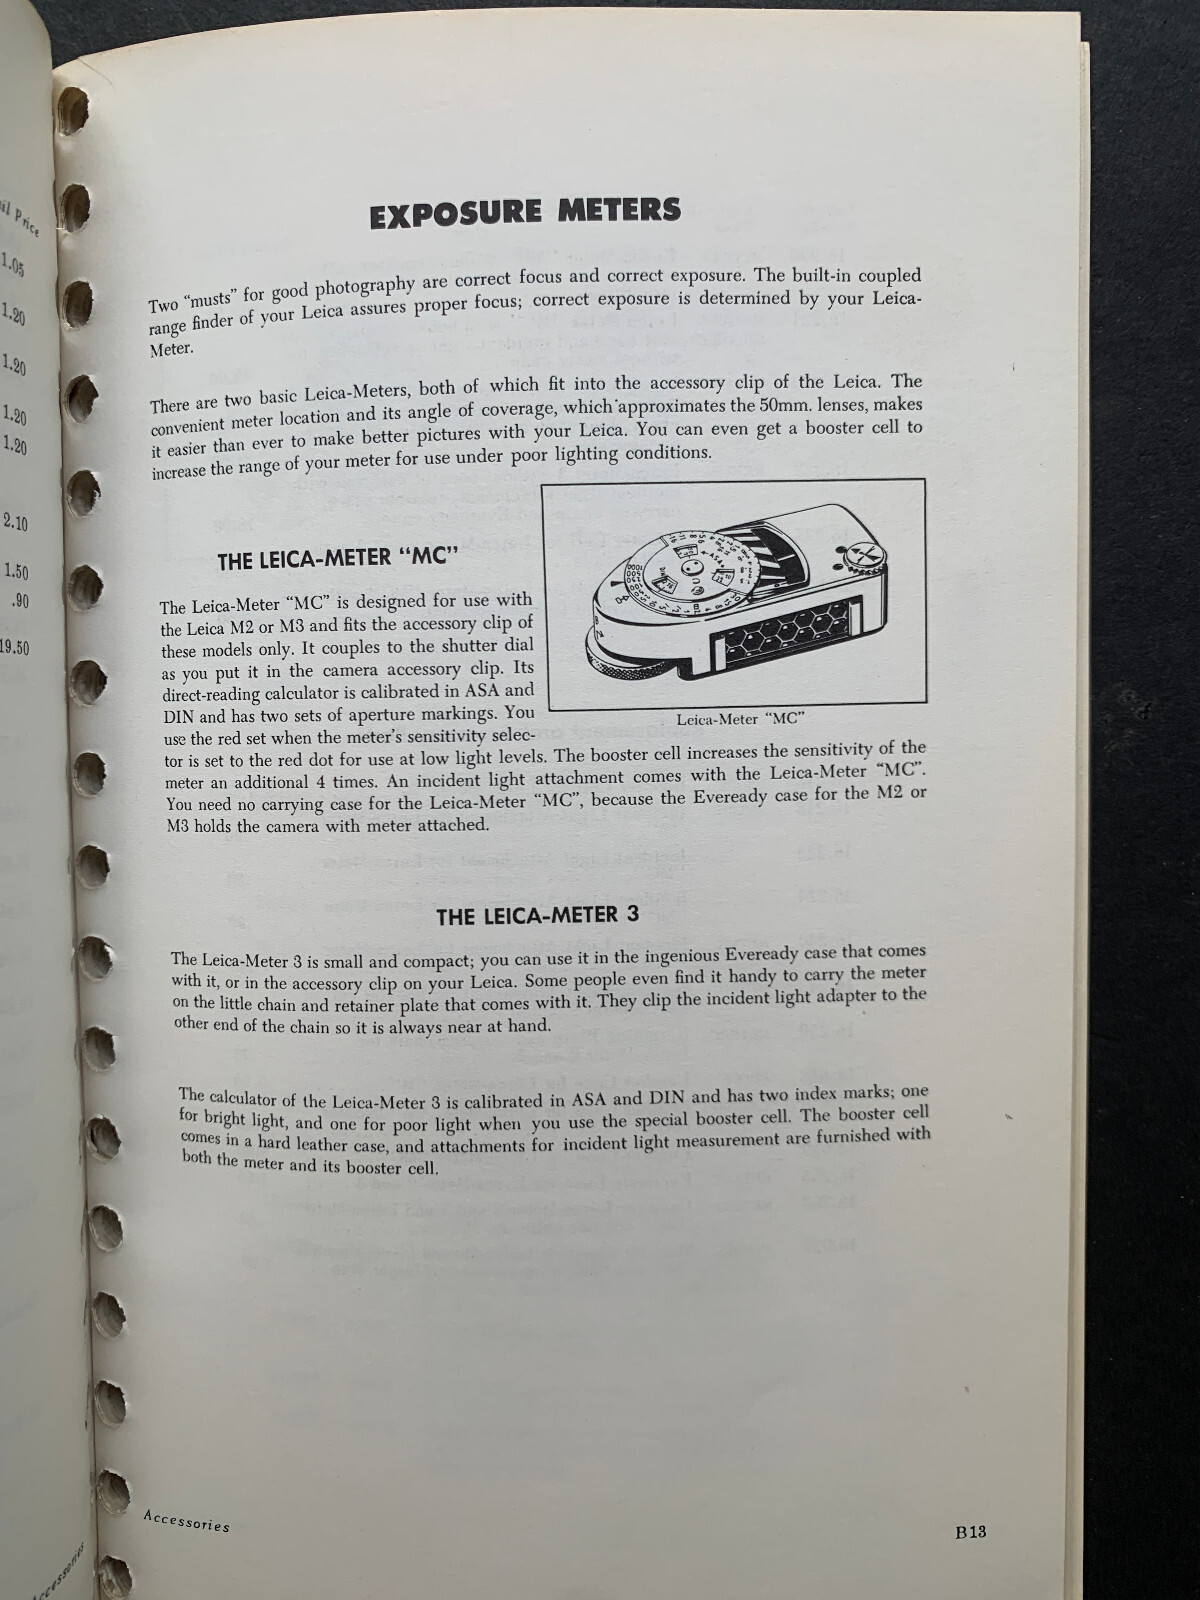 il Price
1.05
1.20
1.20
1.20
1.20
2.10
1.50
.90
19.50
Accessories
EXPOSURE METERS
Two “musts” for good photography are correct focus and correct exposure. The built-in coupled
range finder of your Leica assures proper focus; correct exposure is determined by your Leica-
Meter.
There are two basic Leica-Meters, both of which fit into the accessory clip of the Leica. The
convenient meter location and its angle of coverage, which approximates the 50mm. lenses, makes
it easier than ever to make better pictures with your Leica. You can even get a booster cell to
increase the range of your meter for use under poor lighting conditions.
THE LEICA-METER “MC”
The Leica-Meter “MC” is designed for use with
the Leica M2 or M3 and fits the accessory clip of
these models only. It couples to the shutter dial
as you put it in the camera accessory clip. Its
direct-reading calculator is calibrated in ASA and
DIN and has two sets of aperture markings. You
use the red set when the meter's sensitivity selec-
tor is set to the red dot for use at low light levels. The booster cell increases the sensitivity of the
meter an additional 4 times. An incident light attachment comes with the Leica-Meter “MC”.
You need no carrying case for the Leica-Meter “MC”, because the Eveready case for the M2 or
M3 holds the camera with meter attached.
ASA
Leica-Meter “MC”
THE LEICA-METER 3
The Leica-Meter 3 is small and compact; you can use it in the ingenious Eveready case that comes
with it, or in the accessory clip on your Leica. Some people even find it handy to carry the meter
on the little chain and retainer plate that comes with it. They clip the incident light adapter to the
other end of the chain so it is always near at hand.
The calculator of the Leica-Meter 3 is calibrated in ASA and DIN and has two index marks; one
for bright light, and one for poor light when you use the special booster cell. The booster cell
comes in a hard leather case, and attachments for incident light measurement are furnished with
both the meter and its booster cell.
Accessories
B13